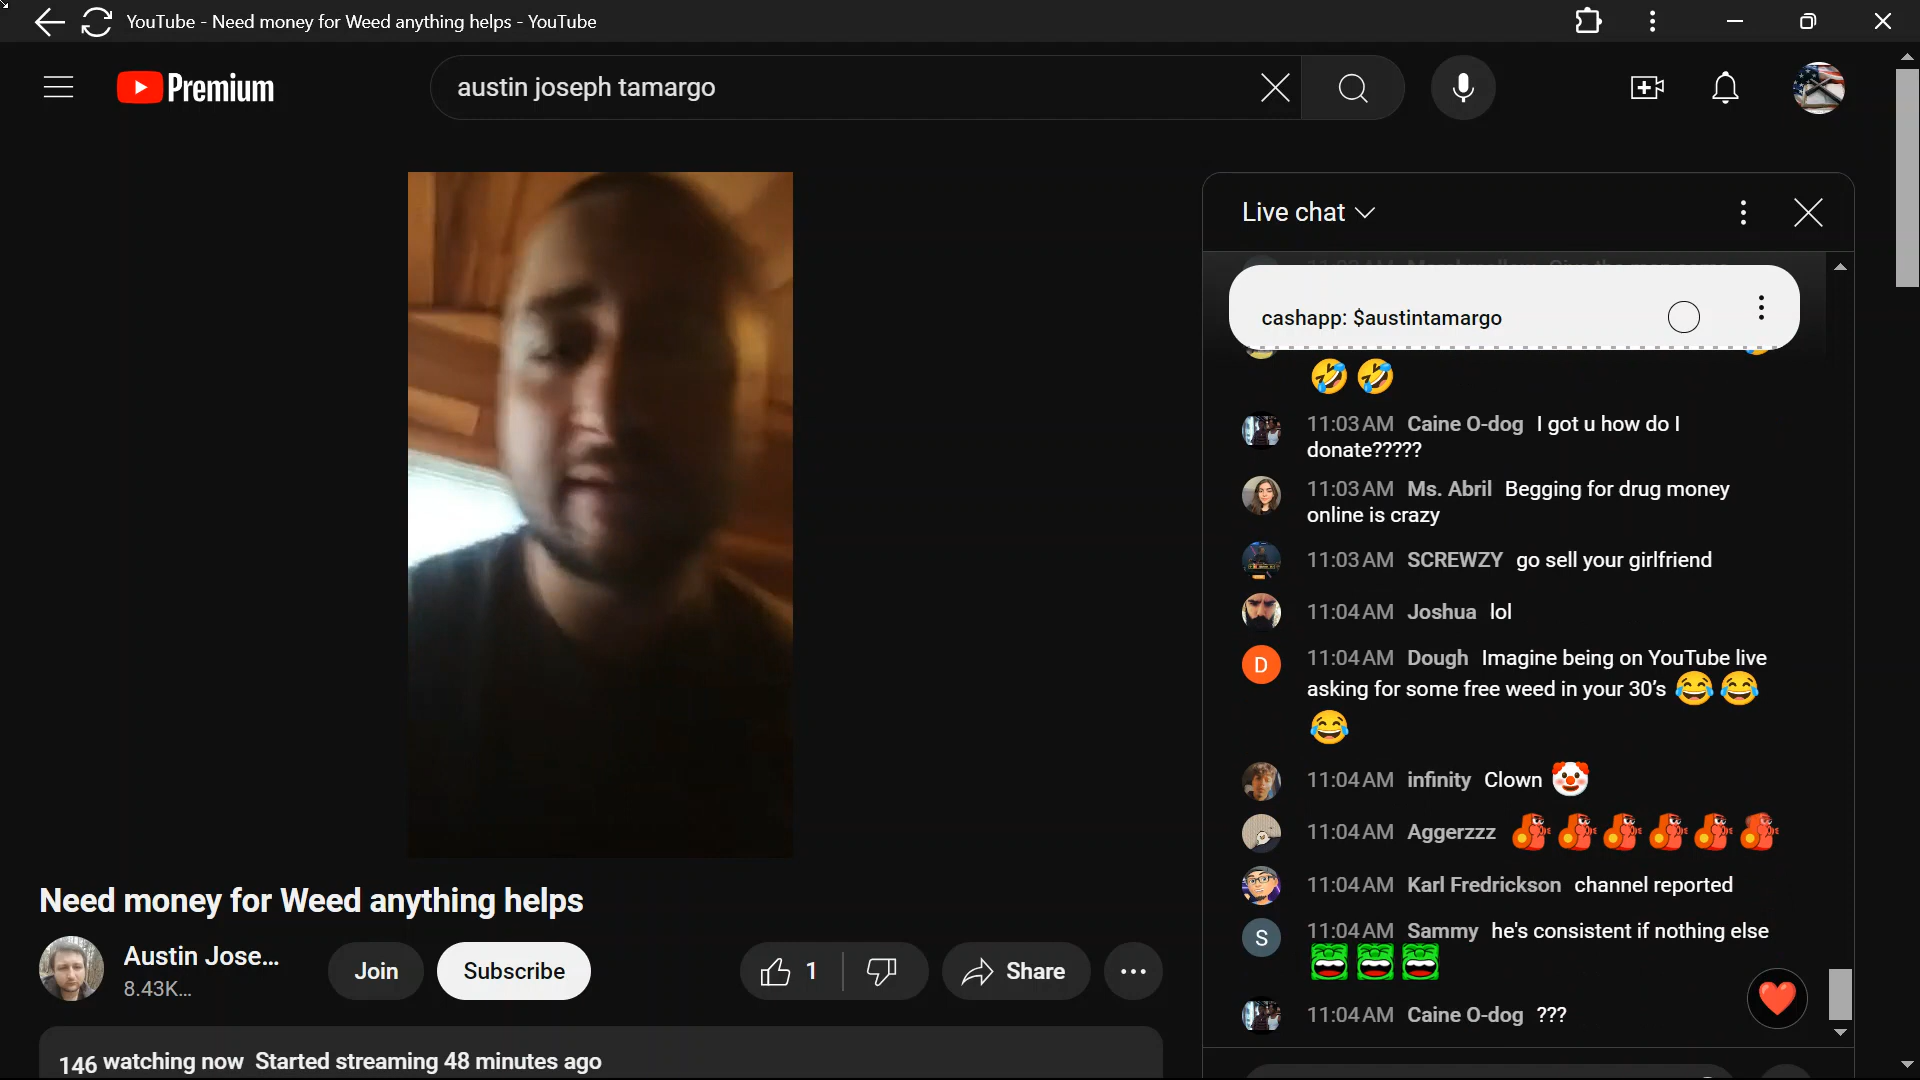 YouTube - Need money for Weed anything helps - YouTube
Premium
austin joseph tamargo
Live chat
cashapp: $austintamargo
11:03 AM Caine O-dog I got u how do I
donate?????
11:03 AM Ms. Abril Begging for drug money
online is crazy
11:03 AM SCREWZY go sell your girlfriend
11:04 AM Joshua lol
D
11:04 AM Dough Imagine being on YouTube live
asking for some free weed in your 30's 😂 😂
😂
11:04 AM infinity Clown 🤡
11:04 AM Aggerzzz
11:04 AM Karl Fredrickson channel reported
S
11:04 AM Sammy he's consistent if nothing else
11:04 AM Caine O-dog ???
Need money for Weed anything helps
Austin Jose...
8.43K...
Join
Subscribe
1
Share
146 watching now Started streaming 48 minutes ago